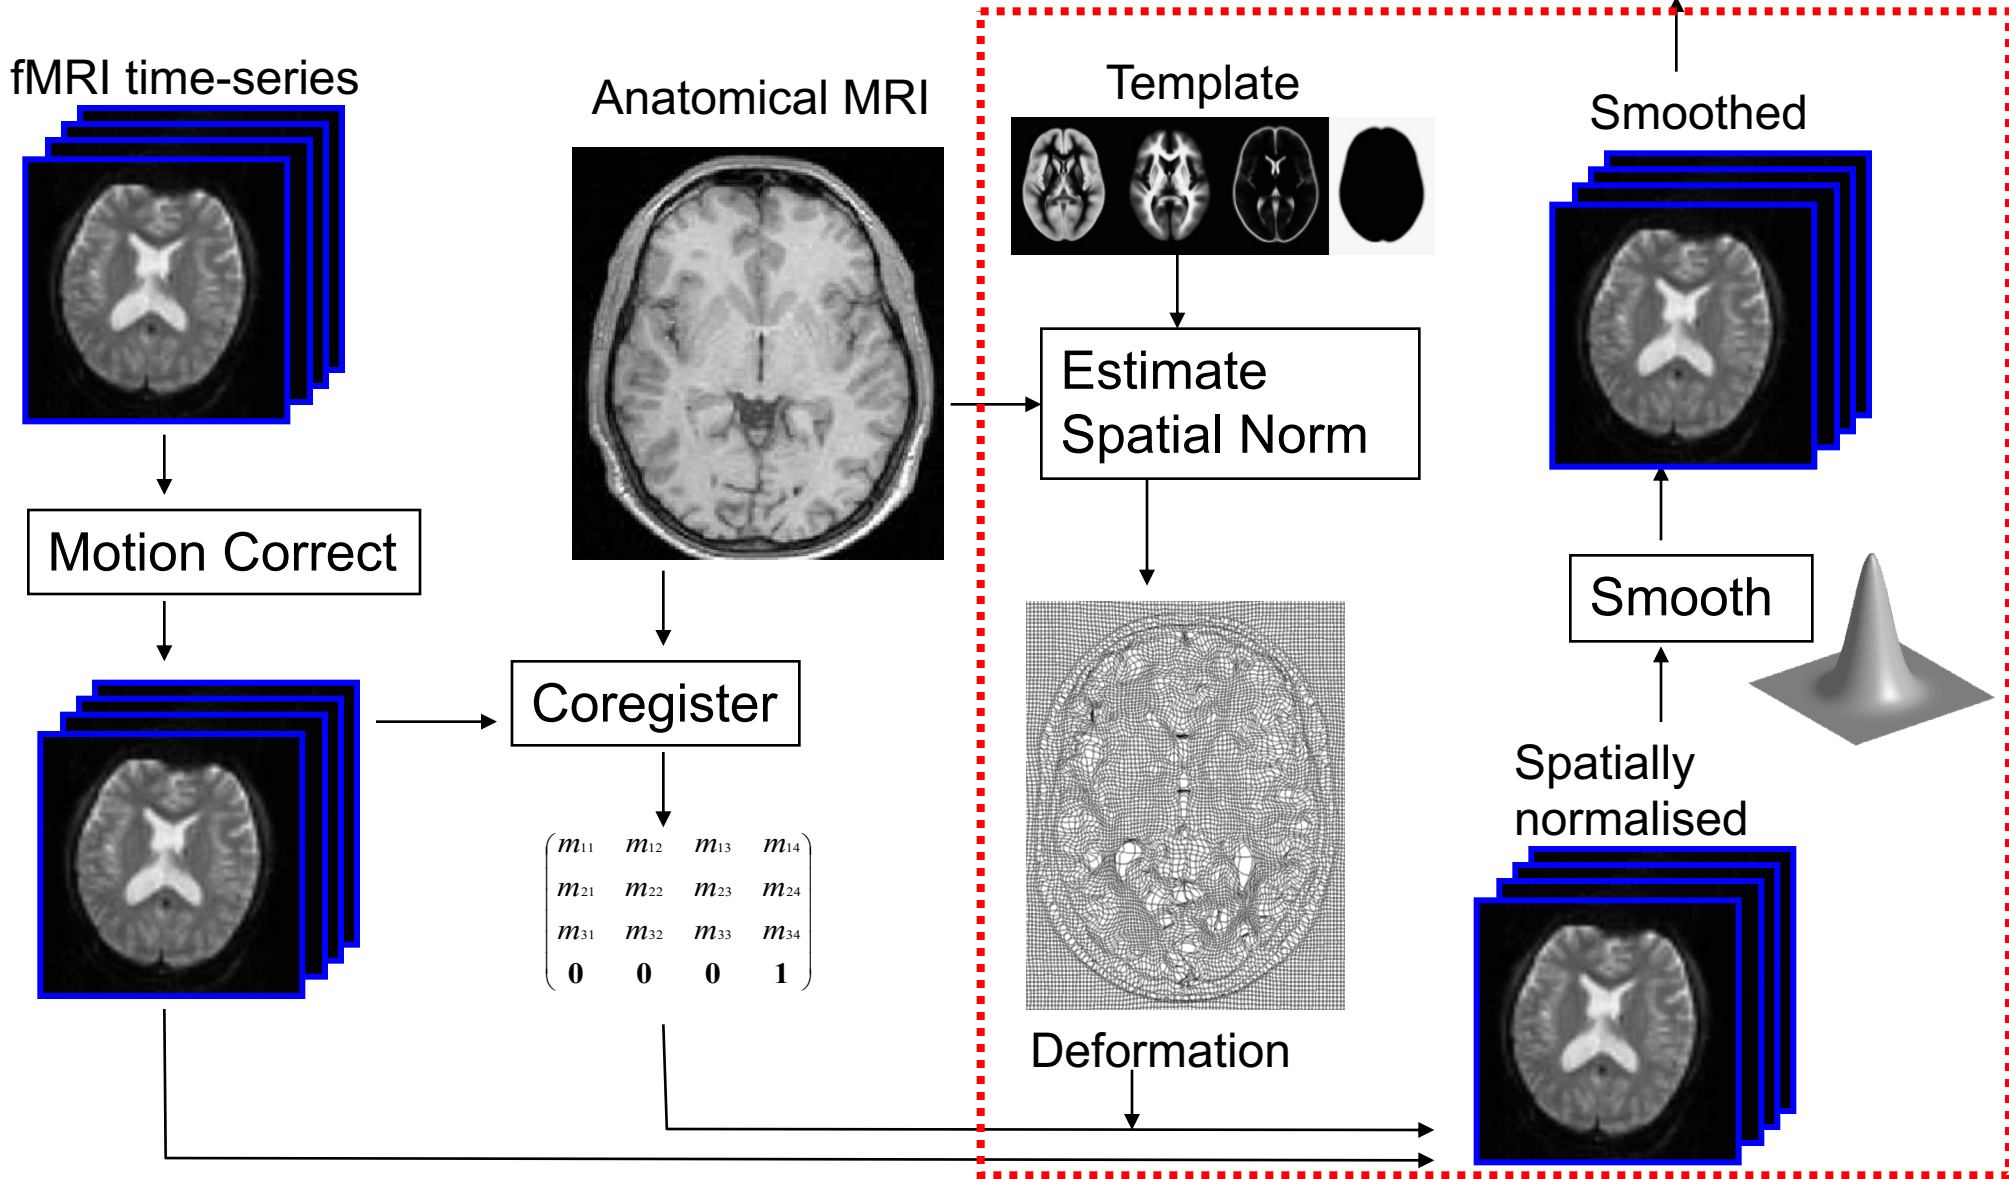 fMRI time-series
Motion Correct
Anatomical MRI
Coregister
m11 m12 m13 m14
m21 m22 m23 m24
m31 m32 m33 m34
0 0 0 1
Template
Estimate
Spatial Norm
Deformation
Smoothed
Smooth
Spatially
normalised